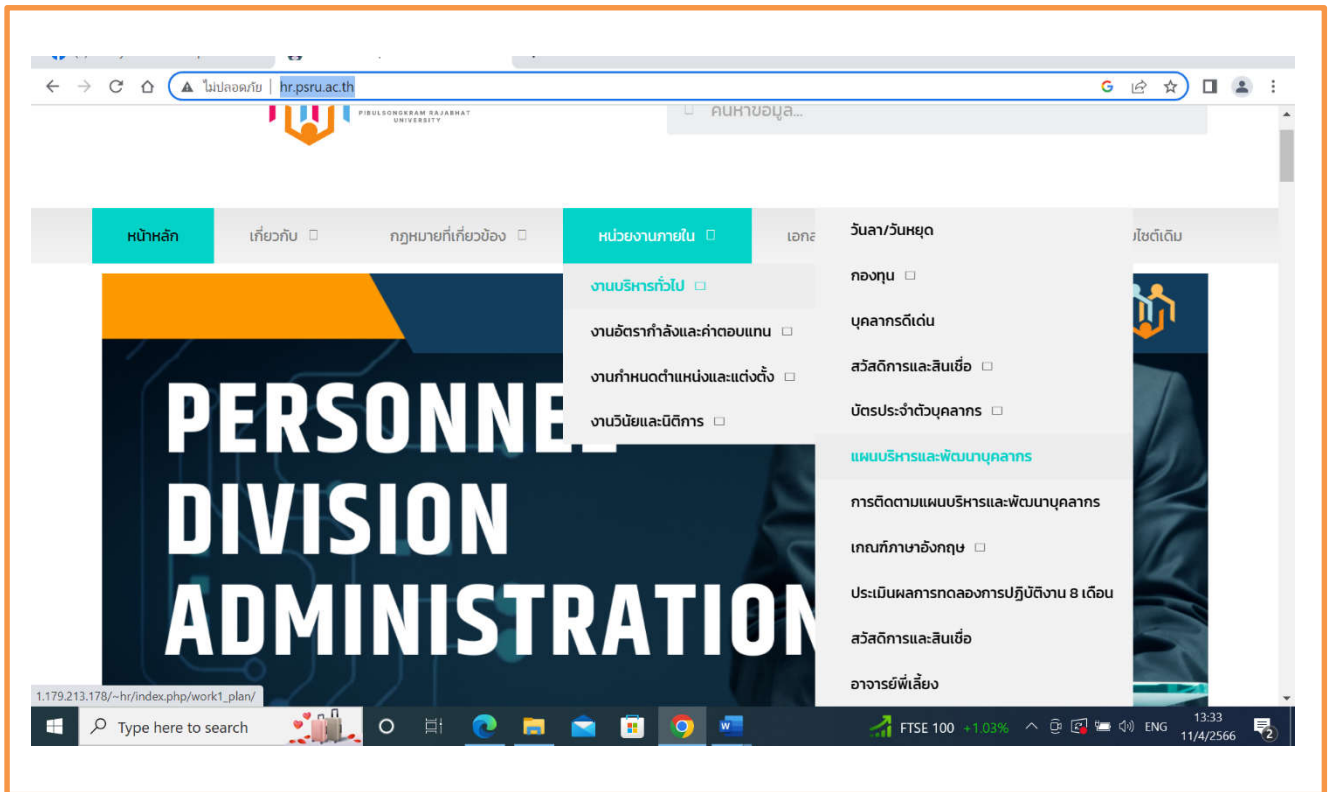 ไม่ปลอดภัย | hr.psru.ac.th
PIBULSONGKRAM RAJABHAT
UNIVERSITY
ค้นหาข้อมูล...
หน้าหลัก เกี่ยวกับ กฎหมายที่เกี่ยวข้อง หน่วยงานภายใน
งานบริหารทั่วไป
งานอัตรากำลังและค่าตอบแทน
งานกำหนดตำแหน่งและแต่งตั้ง
งานวินัยและนิติการ
วันลา/วันหยุด
กองทุน
บุคลากรดีเด่น
สวัสดิการและสินเชื่อ
บัตรประจำตัวบุคลากร
แผนบริหารและพัฒนาบุคลากร
การติดตามแผนบริหารและพัฒนาบุคลากร
เกณฑ์ภาษาอังกฤษ
ประเมินผลการทดลองการปฏิบัติงาน 8 เดือน
สวัสดิการและสินเชื่อ
อาจารย์พี่เลี้ยง
PERSONNEL
DIVISION
ADMINISTRATION
1.179.213.178/~hr/index.php/work1_plan/
Type here to search
FTSE 100 +1.03% ENG 13:33
11/4/2566